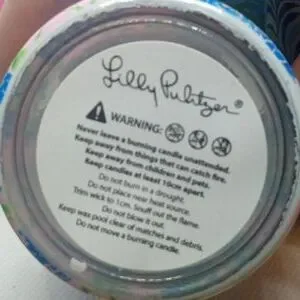 Lilly Pulitzer®
WARNING:
Never leave a burning candle unattended.
Keep away from things that can catch fire.
Keep away from children and pets.
Keep candles at least 10cm apart.
Do not burn in a drought.
Do not place near heat source.
Trim wick to 1cm. Snuff out the flame.
Do not blow it out.
Keep wax pool clear of matches and debris.
Do not move a burning candle.